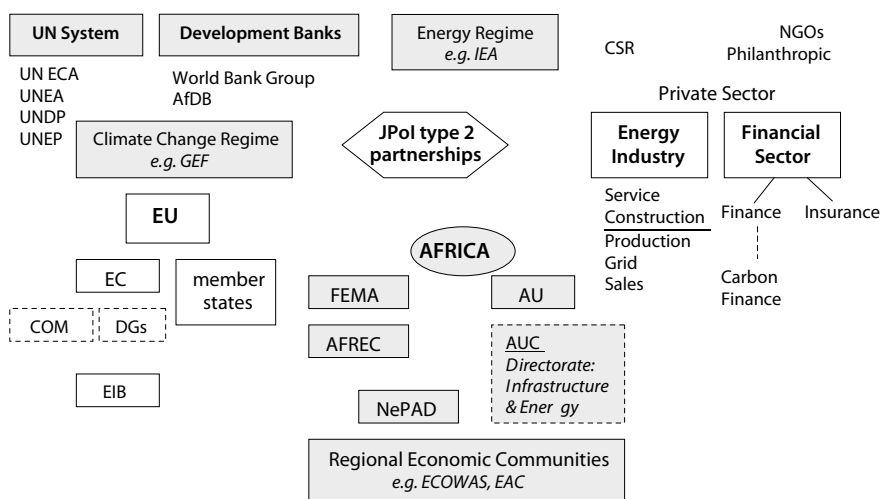 UN System
Development Banks
Energy Regime
e.g. IEA
CSR
NGOs
Philanthropic
UN ECA
UNEA
UNDP
UNEP
World Bank Group
AfDB
Private Sector
Climate Change Regime
e.g. GEF
JPoI type 2
partnerships
Energy
Industry
Financial
Sector
EU
Service
Construction
Production
Grid
Sales
Finance
Insurance
Carbon
Finance
AFRICA
EC
member
states
FEMA
AU
COM
DGs
AFREC
AUC
Directorate:
Infrastructure
& Ener gy
EIB
NePAD
Regional Economic Communities
e.g. ECOWAS, EAC